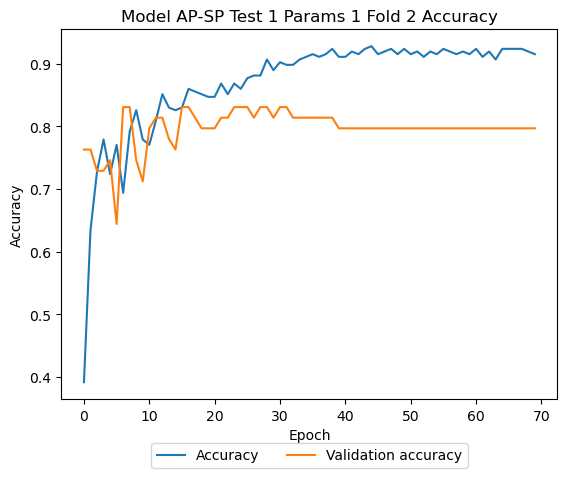 Model AP-SP Test 1 Params 1 Fold 2 Accuracy
0.9
0.8
0.7
0.6
0.5
0.4
Accuracy
0 10 20 30 40 50 60 70
Epoch
Accuracy Validation accuracy